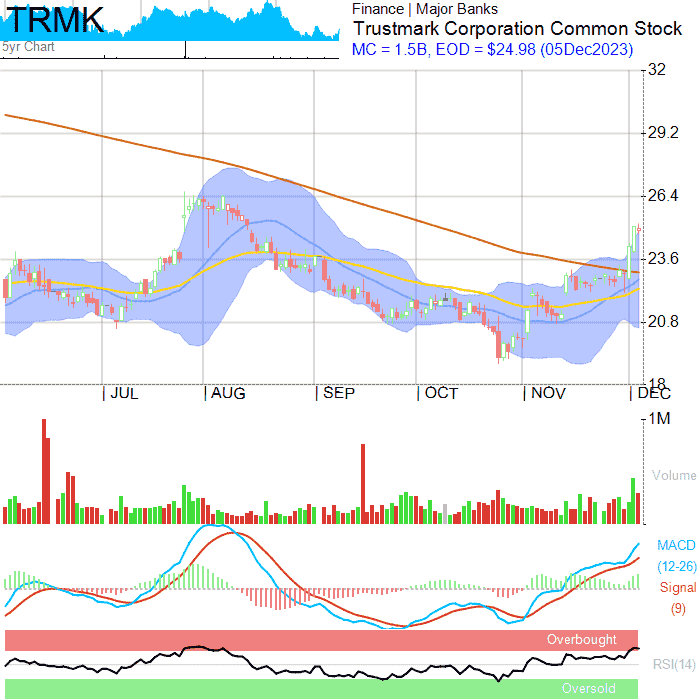 TRMK
5yr Chart
Finance | Major Banks
Trustmark Corporation Common Stock
MC = 1.5B, EOD = $24.98 (05Dec2023)
32
29.2
26.4
23.6
20.8
18
JUL
AUG
SEP
OCT
NOV
DEC
1M
Volume
MACD
(12-26)
Signal
(9)
Overbought
RSI(14)
Oversold